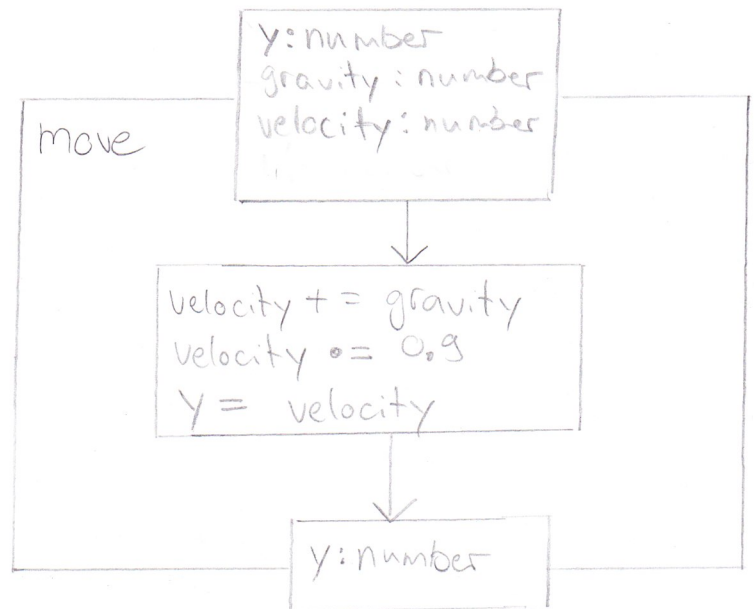 y:number
gravity:number
velocity:number
move
velocity += gravity
velocity •= 0.9
y = velocity
y:number